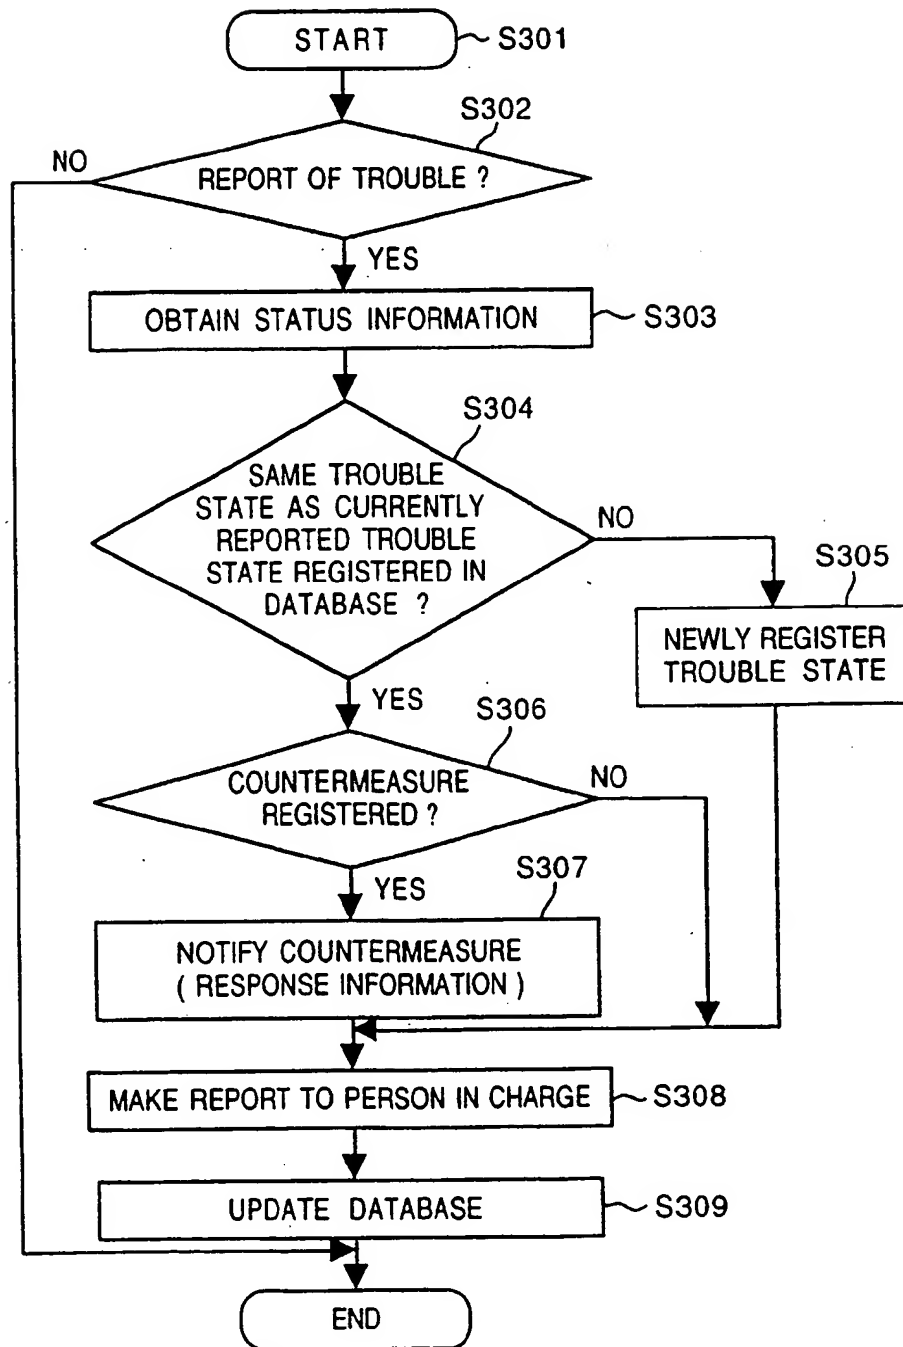 START
S301
S302
NO
REPORT OF TROUBLE ?
YES
OBTAIN STATUS INFORMATION
S303
S304
SAME TROUBLE
STATE AS CURRENTLY
REPORTED TROUBLE
STATE REGISTERED IN
DATABASE ?
NO
S305
NEWLY REGISTER
TROUBLE STATE
YES
S306
COUNTERMEASURE
REGISTERED ?
NO
YES
S307
NOTIFY COUNTERMEASURE
( RESPONSE INFORMATION )
MAKE REPORT TO PERSON IN CHARGE
S308
UPDATE DATABASE
S309
END